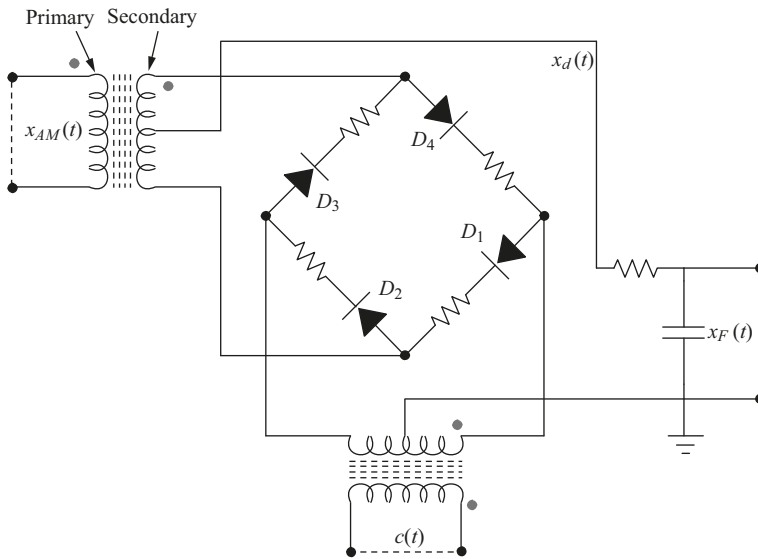 Primary Secondary
x_d(t)
x_AM(t)
D_4
D_3
D_1
D_2
x_F(t)
c(t)